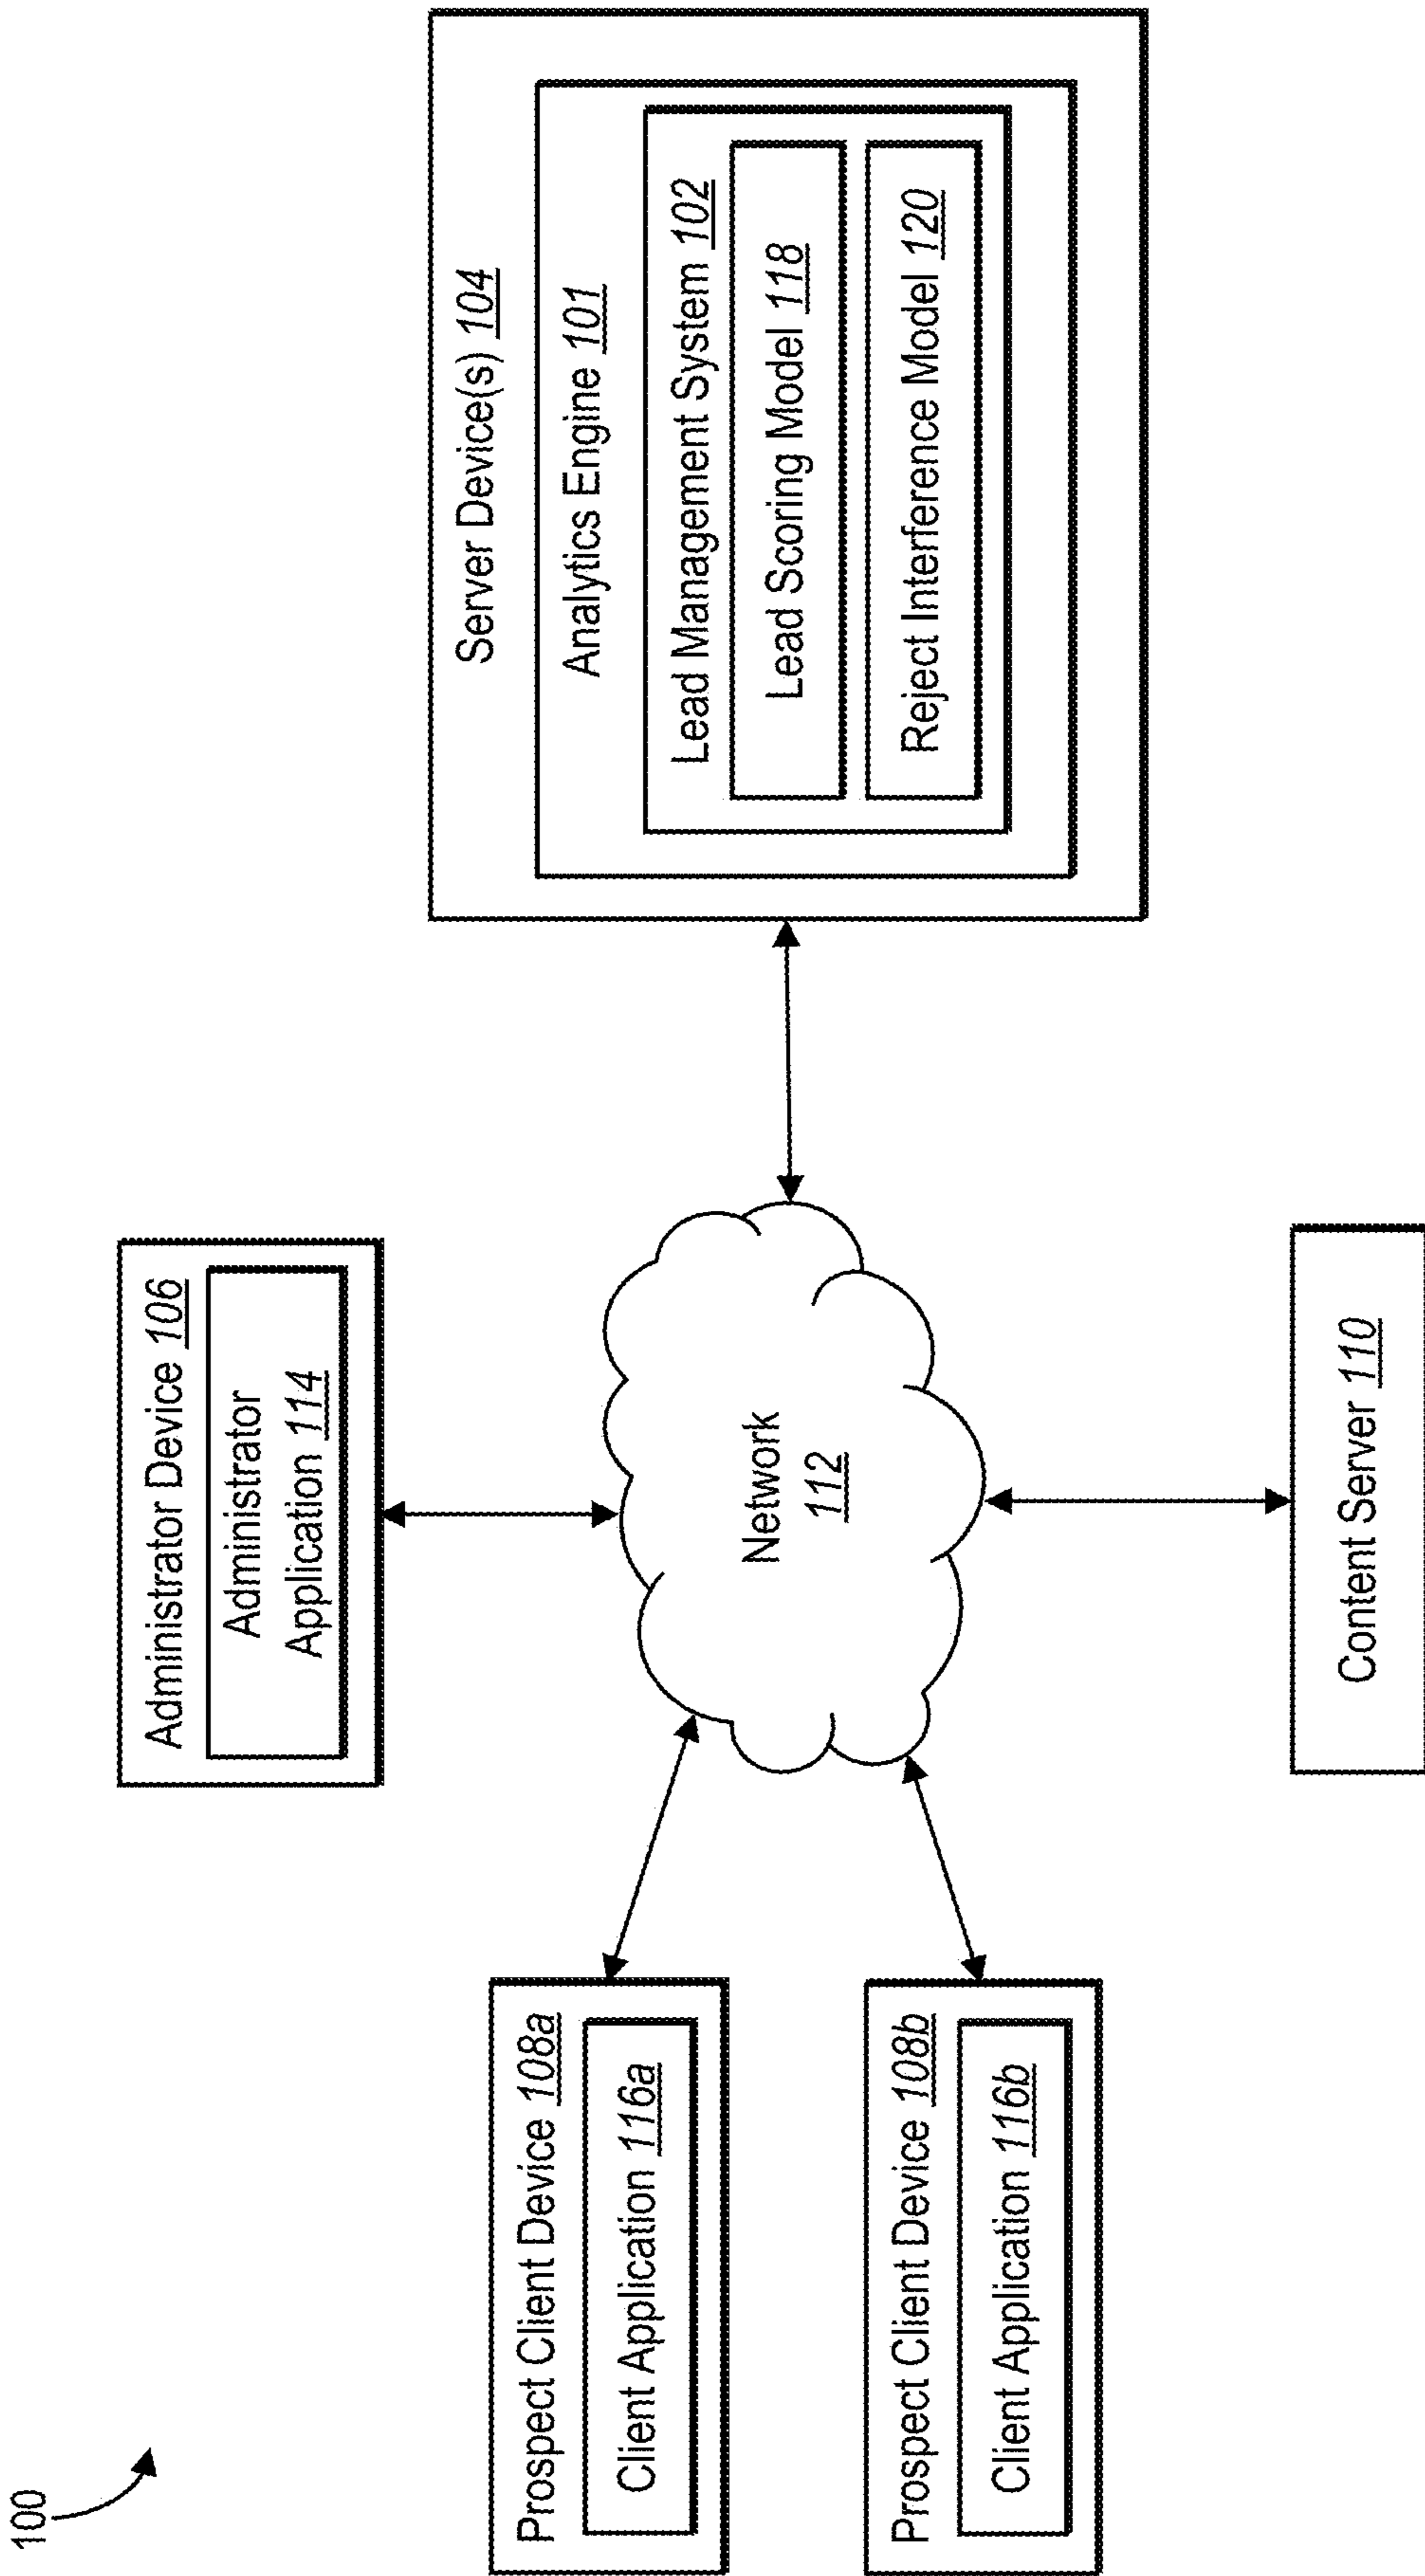 100
Administrator Device 106
Administrator
Application 114
Server Device(s) 104
Analytics Engine 101
Lead Management System 102
Lead Scoring Model 118
Reject Interference Model 120
Prospect Client Device 108a
Client Application 116a
Network
112
Prospect Client Device 108b
Client Application 116b
Content Server 110